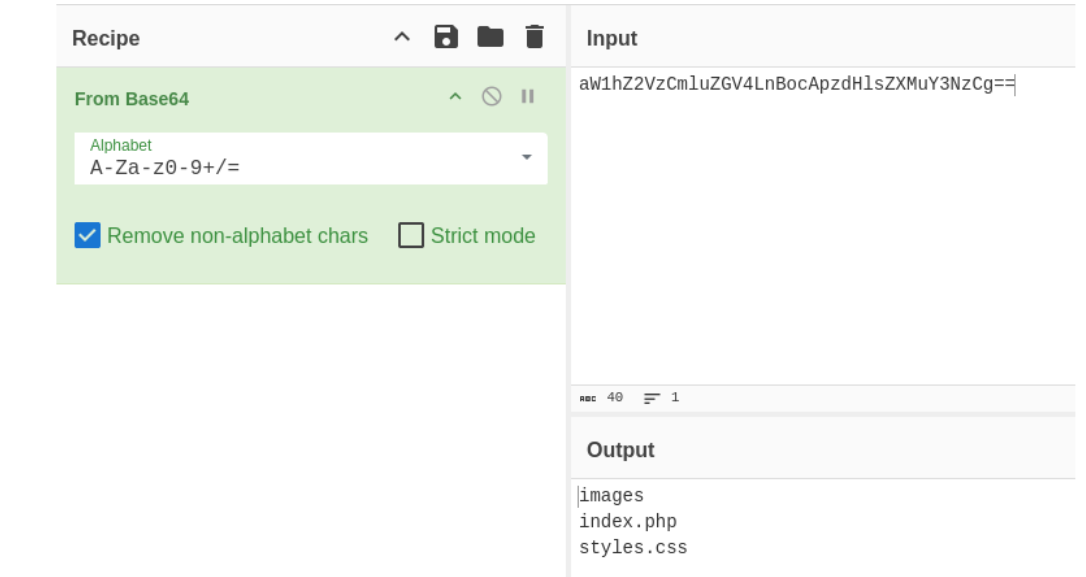 Recipe
From Base64
Alphabet
A-Za-z0-9+/=
Remove non-alphabet chars
Strict mode
Input
aW1hZ2VzCmluZGV4LnBocApzdHlsZXMuY3NzCg==
ABC 40 1
Output
images
index.php
styles.css